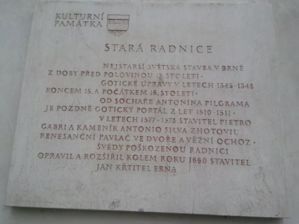 KULTURNÍ
PAMÁTKA
STARÁ RADNICE
NEJSTARŠÍ SVĚTSKÁ STAVBA V BRNĚ
Z DOBY PŘED POLOVINOU 13. STOLETÍ·
GOTICKÉ ÚPRAVY V LETECH 1343-1348
KONCEM 15. A POČÁTKEM 16. STOLETÍ·
OD SOCHAŘE ANTONINA PILGRAMA
JE POZDNĚ GOTICKÝ PORTÁL Z LET 1510-1511·
V LETECH 1577-1578 STAVITEL PIETRO
GABRI A KAMENÍK ANTONIO SILVA ZHOTOVIL
RENESANČNÍ PAVLAČ VE DVOŘE A VĚŽNÍ OCHOZ·
ŠVÉDY POŠKOZENOU RADNICI
OPRAVIL A ROZŠÍŘIL KOLEM ROKU 1660 STAVITEL
JAN KŘTITEL ERNA